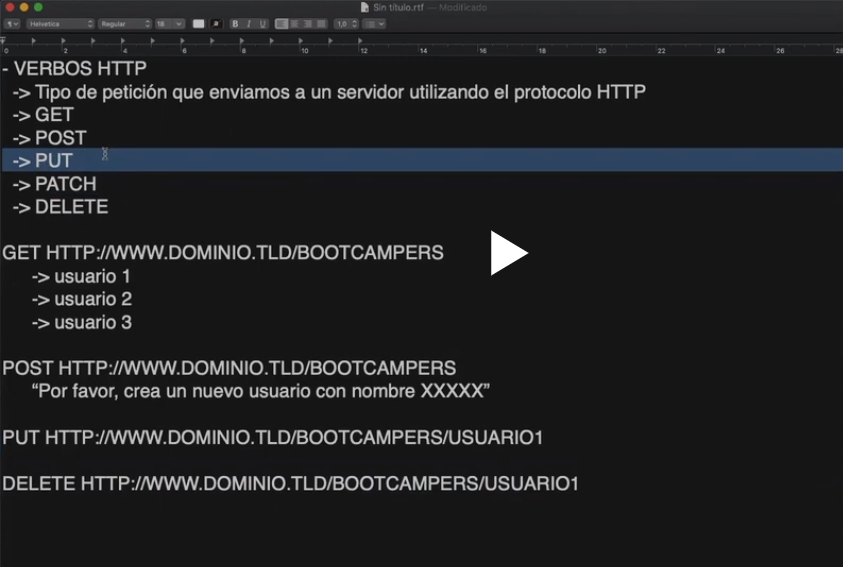 Sin título.rtf — Modificado
Helvetica Regular 18 a B I U 1,0
0 2 4 6 8 10 12 14 16 18 20 22 24 26 28
- VERBOS HTTP
-> Tipo de petición que enviamos a un servidor utilizando el protocolo HTTP
-> GET
-> POST
-> PUT
-> PATCH
-> DELETE
GET HTTP://WWW.DOMINIO.TLD/BOOTCAMPERS
-> usuario 1
-> usuario 2
-> usuario 3
POST HTTP://WWW.DOMINIO.TLD/BOOTCAMPERS
“Por favor, crea un nuevo usuario con nombre XXXXX”
PUT HTTP://WWW.DOMINIO.TLD/BOOTCAMPERS/USUARIO1
DELETE HTTP://WWW.DOMINIO.TLD/BOOTCAMPERS/USUARIO1